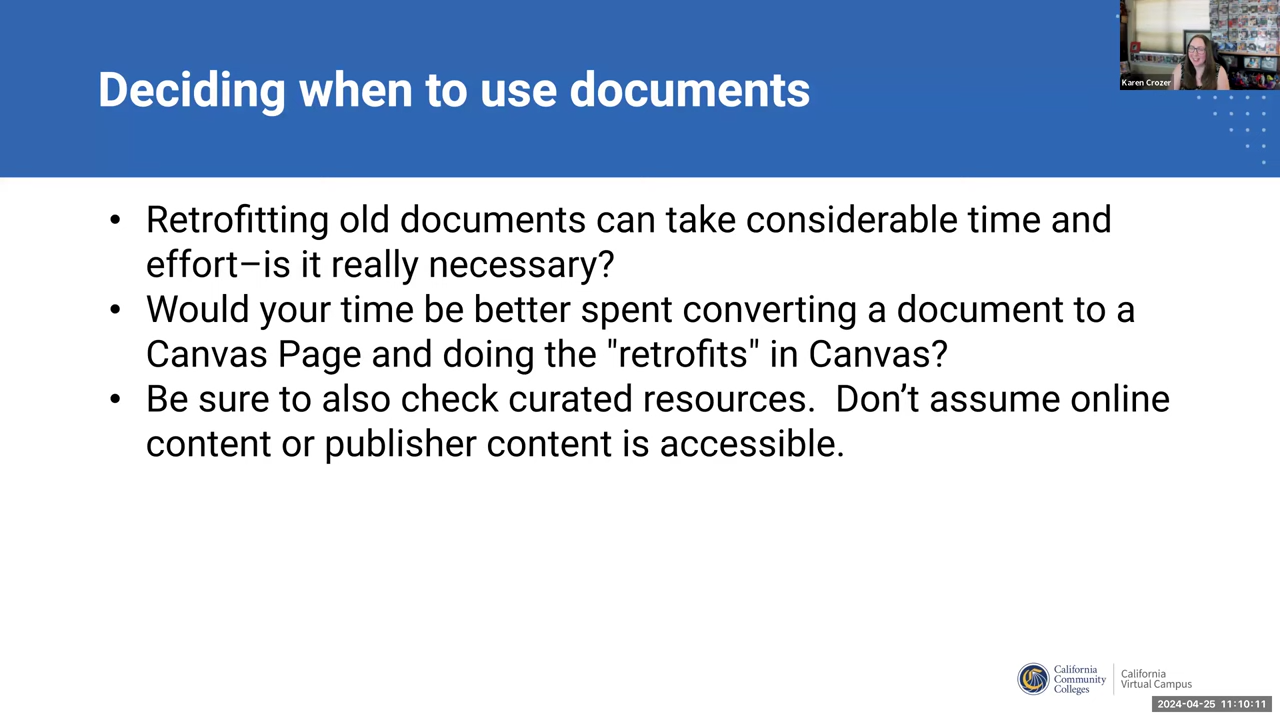 Deciding when to use documents
Karen Crozer
• Retrofitting old documents can take considerable time and
effort–is it really necessary?
• Would your time be better spent converting a document to a
Canvas Page and doing the "retrofits" in Canvas?
• Be sure to also check curated resources.  Don’t assume online
content or publisher content is accessible.
California
Community
Colleges
California
Virtual Campus
2024-04-25 11:10:11